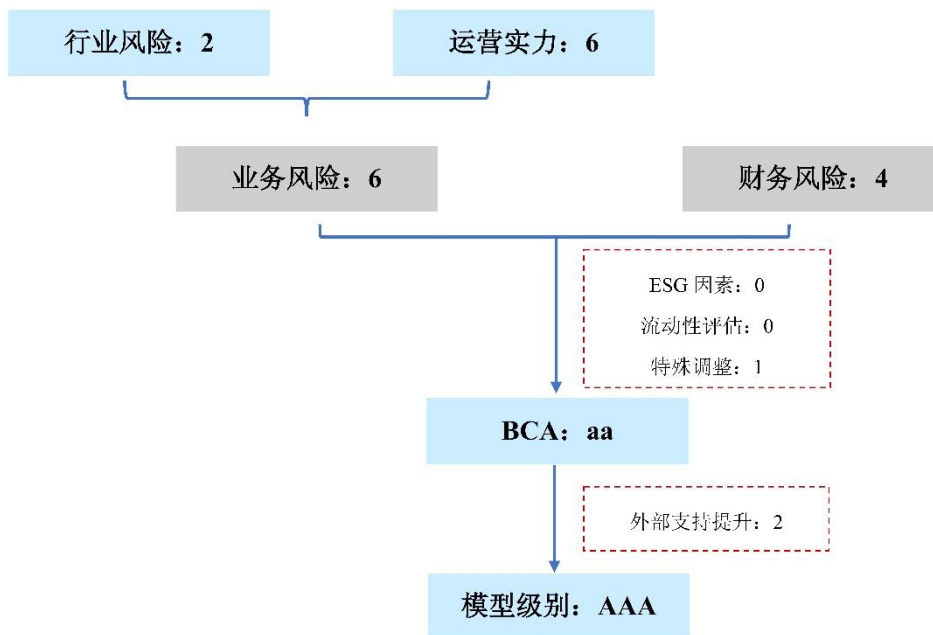 行业风险：2
运营实力：6
业务风险：6
财务风险：4
ESG 因素：0
流动性评估：0
特殊调整：1
BCA：aa
外部支持提升：2
模型级别：AAA